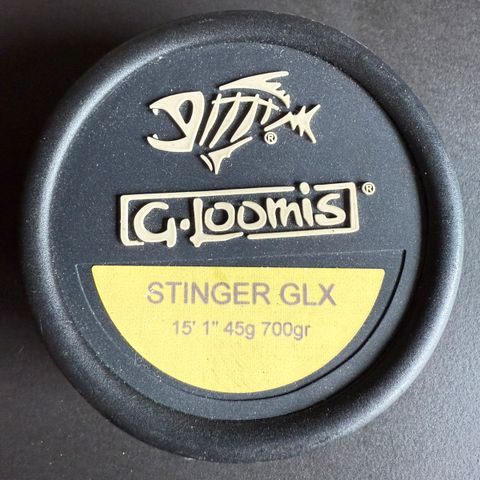 ®
G.Loomis ®
STINGER GLX
15' 1" 45g 700gr